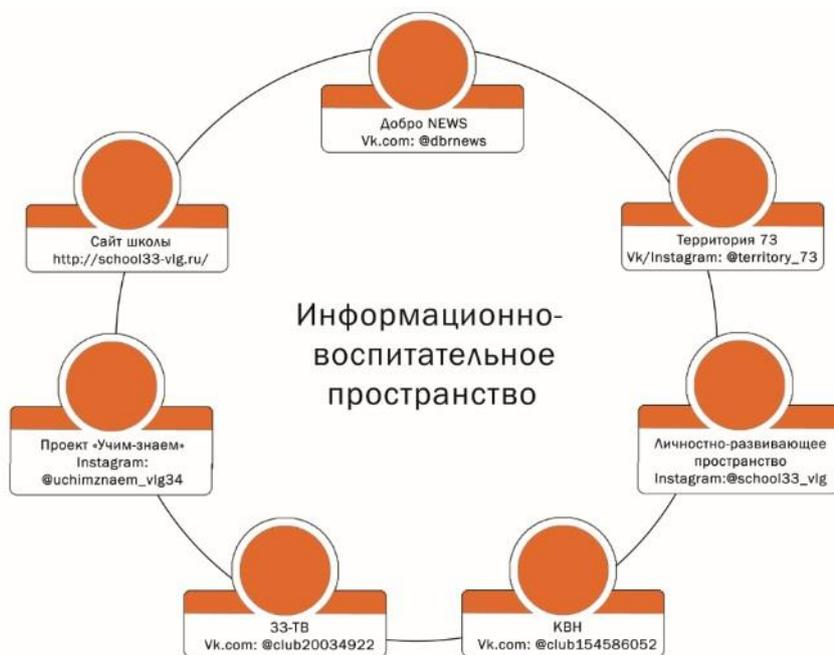 Добро NEWS
Vk.com: @dbrnews
Сайт школы
http://school33-vlg.ru/
Территория 73
Vk/Instagram: @territory_73
Информационно-
воспитательное
пространство
Проект «Учим-знаем»
Instagram:
@uchimznaem_vlg34
Личностно-развивающее
пространство
Instagram:@school33_vlg
33-ТВ
Vk.com: @club20034922
КВН
Vk.com: @club154586052